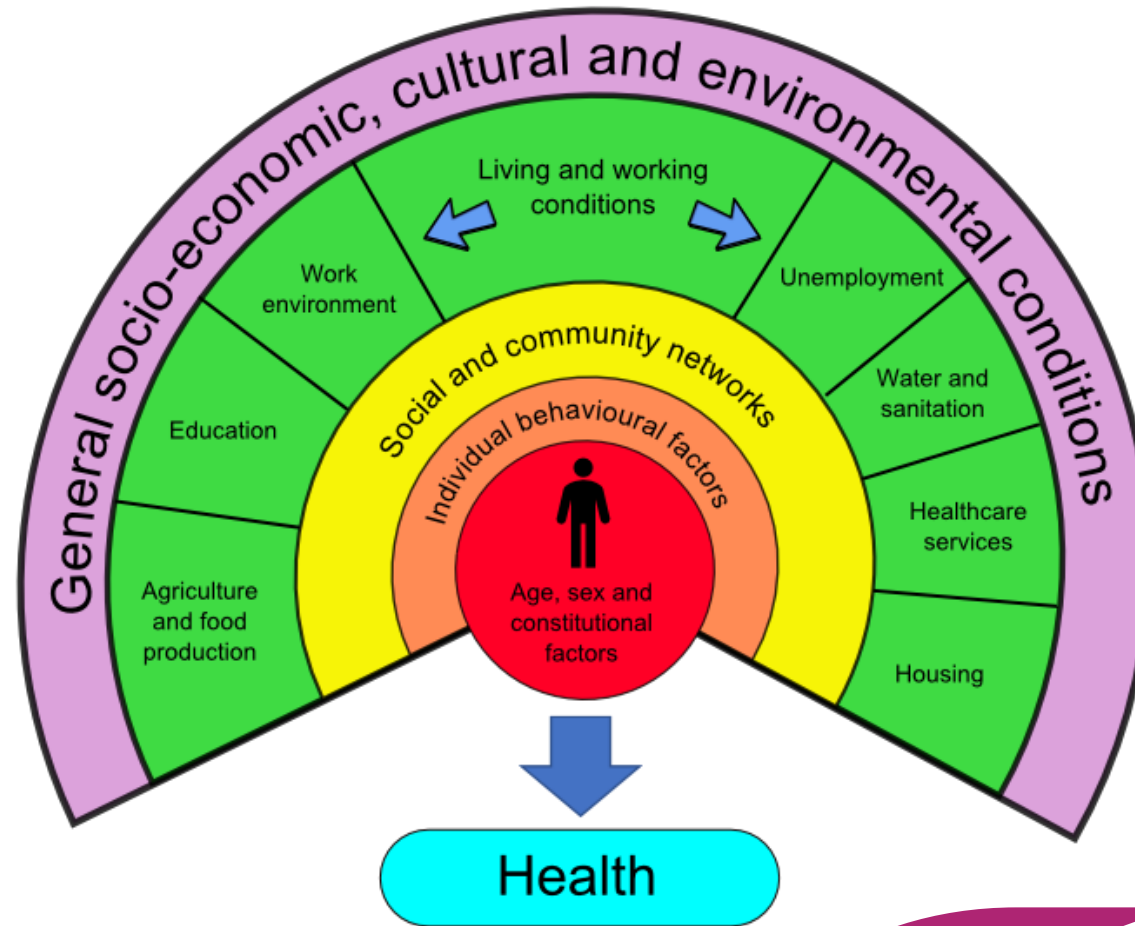 General socio-economic, cultural and environmental conditions
Living and working
conditions
Work
environment
Unemployment
Education
Water and
sanitation
Agriculture
and food
production
Healthcare
services
Housing
Social and community networks
Individual behavioural factors
Age, sex and
constitutional
factors
Health